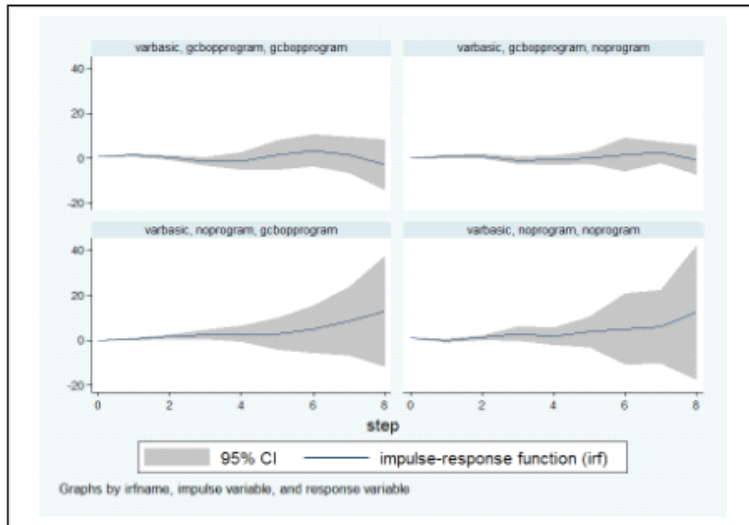 varbasic, gcbopprogram, gcbopprogram
varbasic, gcbopprogram, noprogram
40
20
0
-20
varbasic, noprogram, gcbopprogram
varbasic, noprogram, noprogram
40
20
0
-20
0 2 4 6 8 0 2 4 6 8
step
95% CI impulse-response function (irf)
Graphs by irfname, impulse variable, and response variable